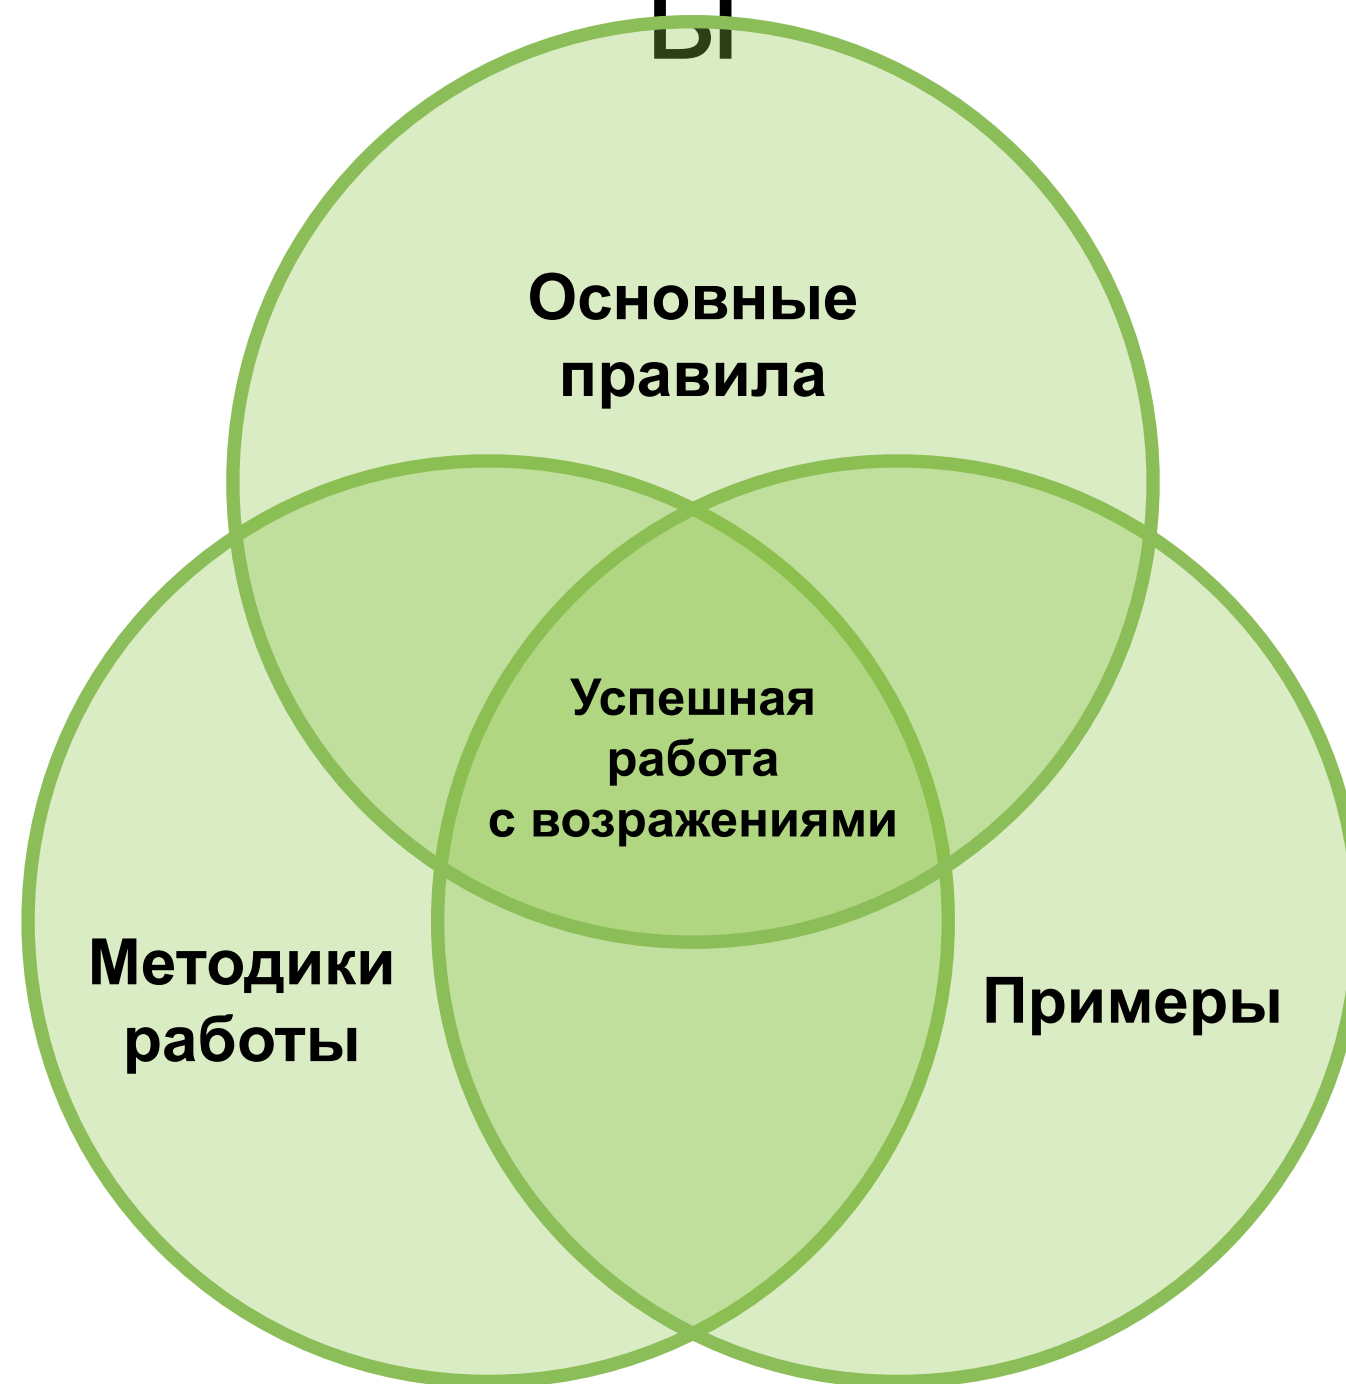 ы
Основные
правила
Успешная
работа
с возражениями
Методики
работы
Примеры